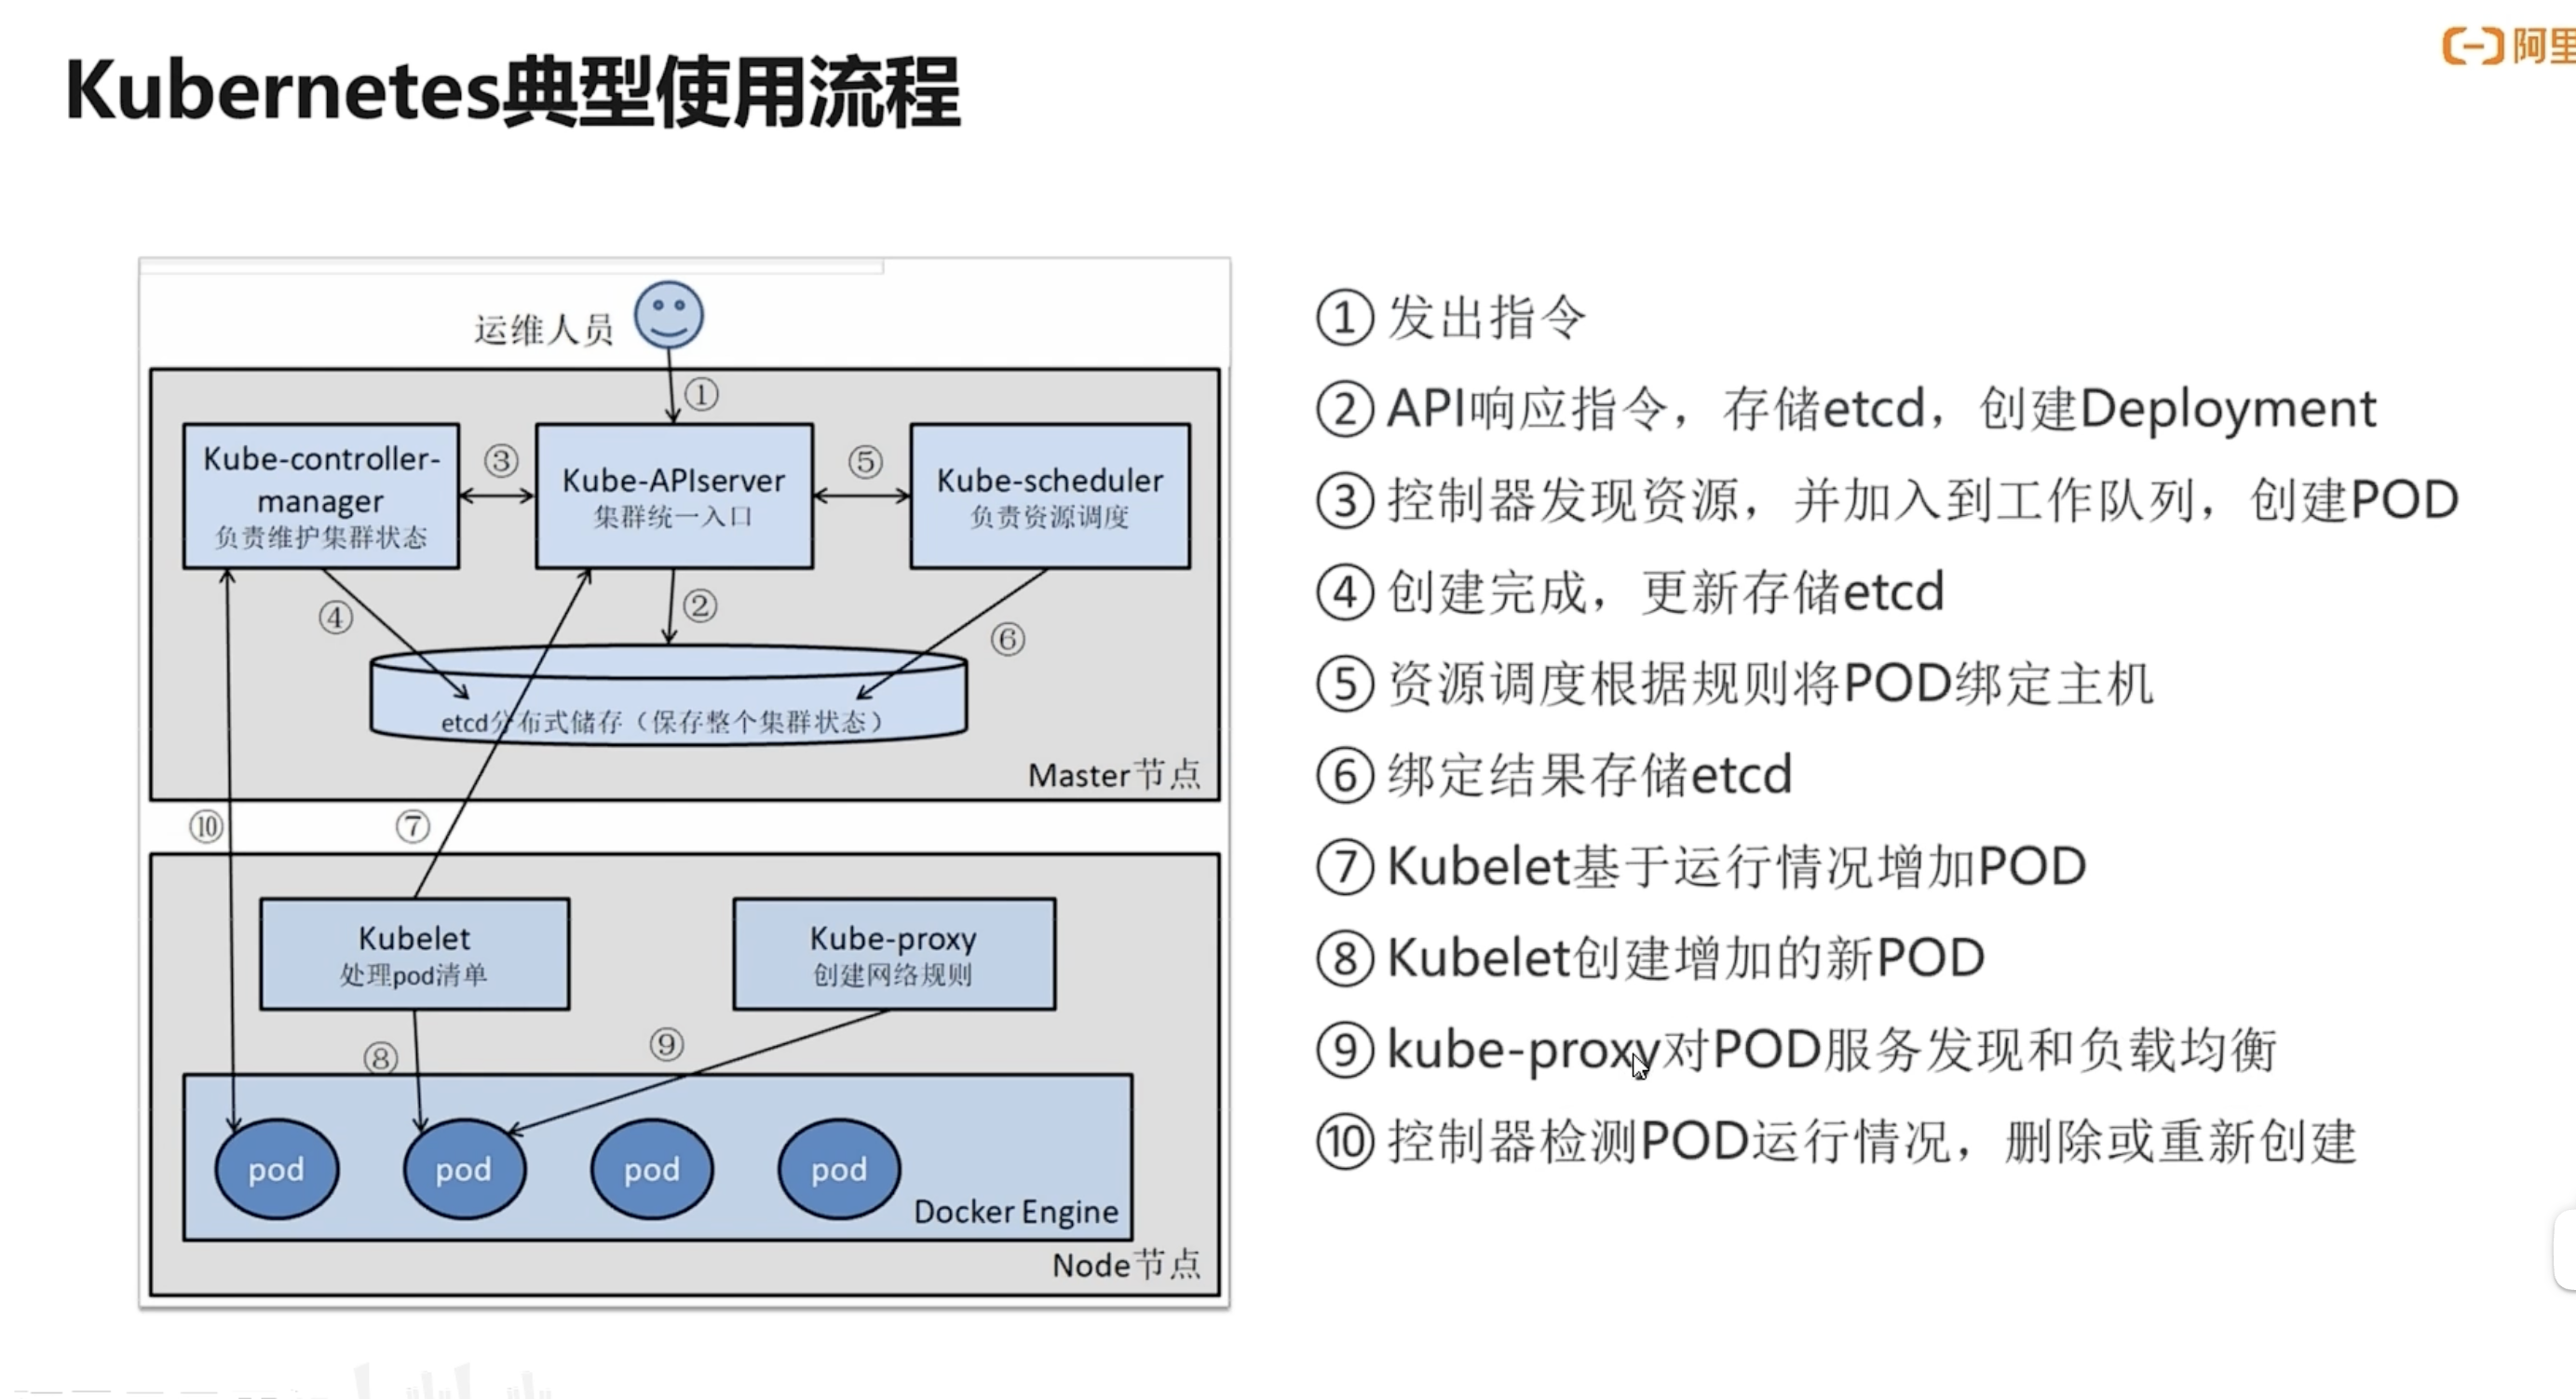 Kubernetes典型使用流程
阿里
运维人员
①
Kube-controller-
manager
负责维护集群状态
③
Kube-APIserver
集群统一入口
⑤
Kube-scheduler
负责资源调度
④
②
⑥
etcd分布式储存（保存整个集群状态）
Master节点
⑩
⑦
Kubelet
处理pod清单
Kube-proxy
创建网络规则
⑧
⑨
pod
pod
pod
pod
Docker Engine
Node节点
① 发出指令
② API响应指令，存储etcd，创建Deployment
③ 控制器发现资源，并加入到工作队列，创建POD
④ 创建完成，更新存储etcd
⑤ 资源调度根据规则将POD绑定主机
⑥ 绑定结果存储etcd
⑦ Kubelet基于运行情况增加POD
⑧ Kubelet创建增加的新POD
⑨ kube-proxy对POD服务发现和负载均衡
⑩ 控制器检测POD运行情况，删除或重新创建